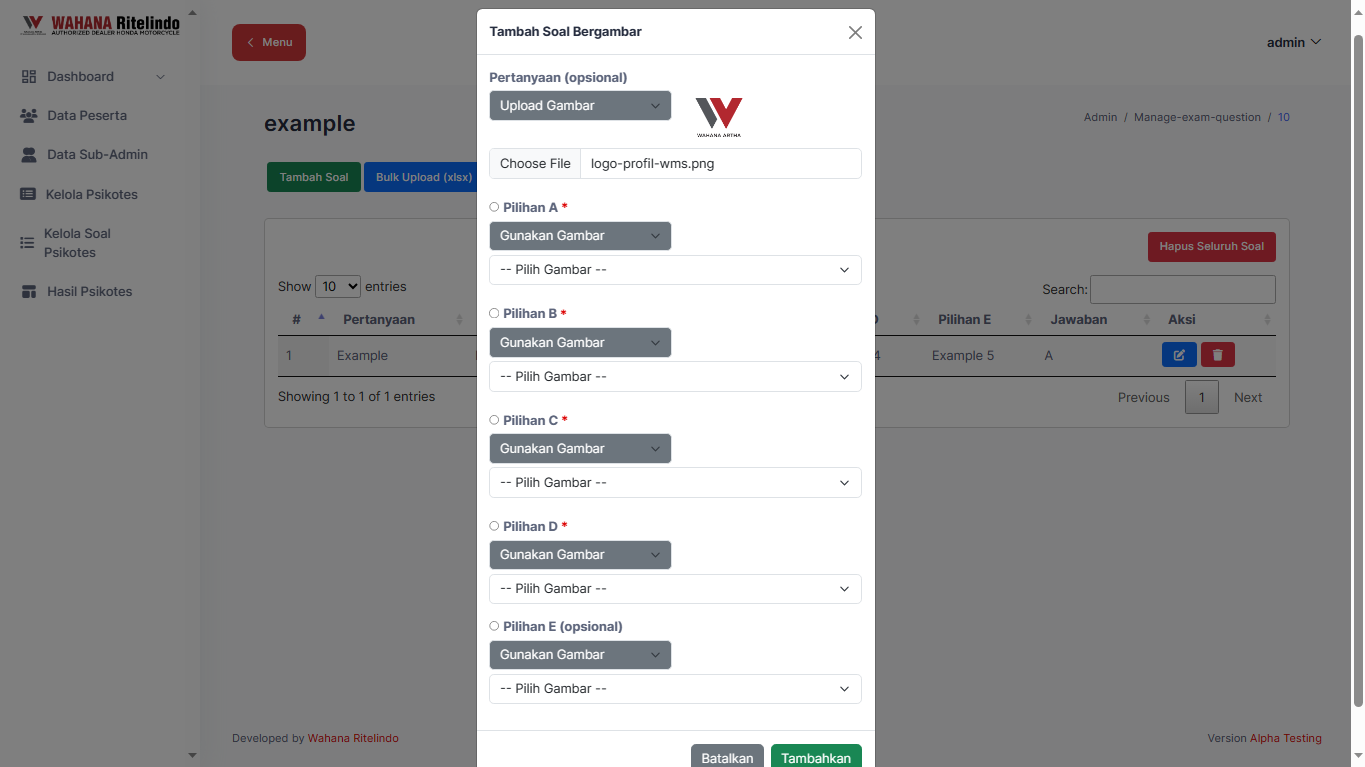 WAHANA Ritelindo
AUTHORIZED DEALER HONDA MOTORCYCLE
Dashboard
Data Peserta
Data Sub-Admin
Kelola Psikotes
Kelola Soal
Psikotes
Hasil Psikotes
Menu
admin
example
Admin / Manage-exam-question / 10
Tambah Soal
Bulk Upload (xlsx)
Hapus Seluruh Soal
Show 10 entries
Search:
# Pertanyaan Pilihan E Jawaban Aksi
1 Example 4 Example 5 A
Showing 1 to 1 of 1 entries
Previous 1 Next
Tambah Soal Bergambar
Pertanyaan (opsional)
Upload Gambar
WAHANA ARTHA
Choose File logo-profil-wms.png
Pilihan A *
Gunakan Gambar
-- Pilih Gambar --
Pilihan B *
Gunakan Gambar
-- Pilih Gambar --
Pilihan C *
Gunakan Gambar
-- Pilih Gambar --
Pilihan D *
Gunakan Gambar
-- Pilih Gambar --
Pilihan E (opsional)
Gunakan Gambar
-- Pilih Gambar --
Batalkan Tambahkan
Developed by Wahana Ritelindo
Version Alpha Testing